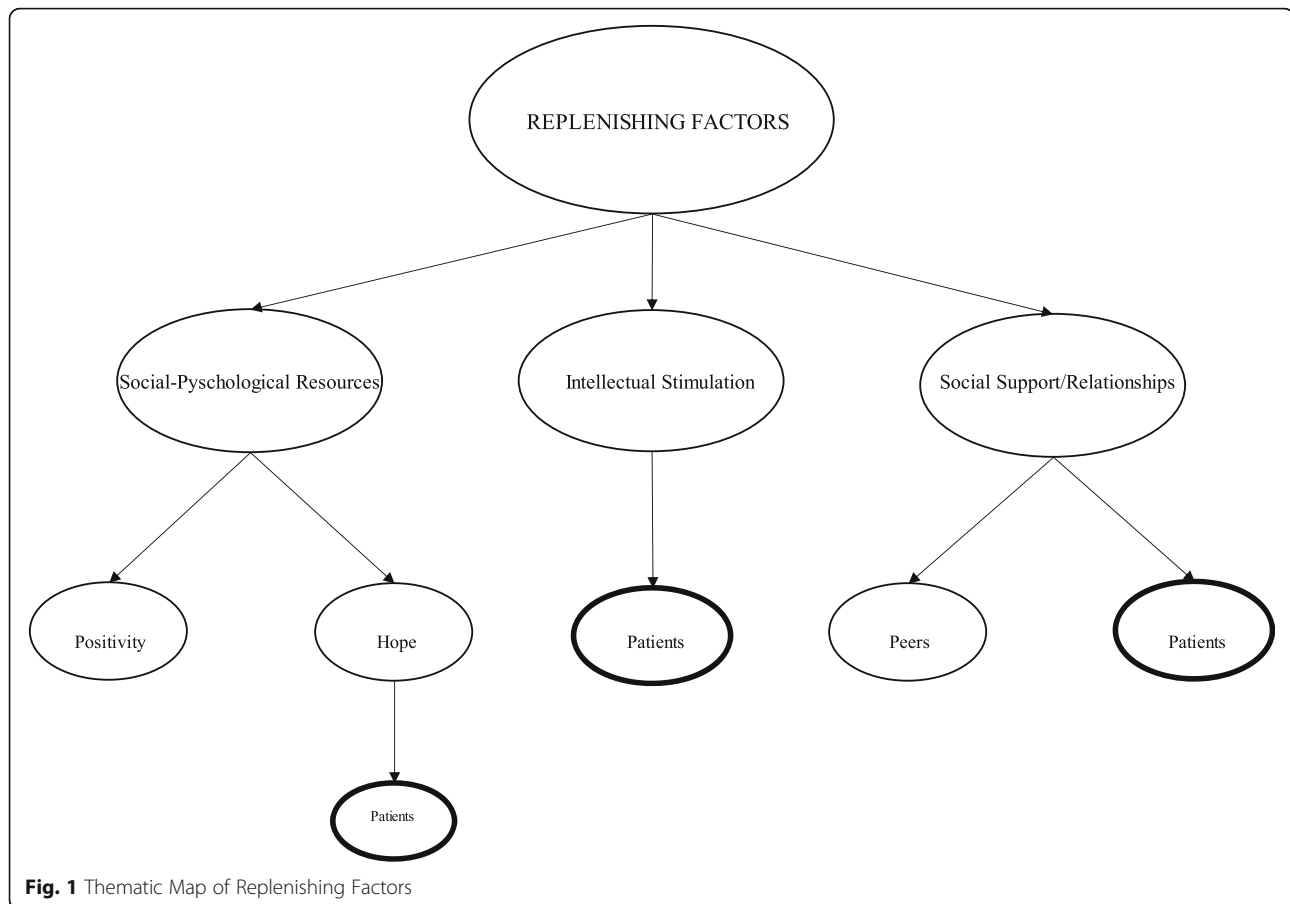 REPLENISHING FACTORS
Social-Pyschological Resources
Intellectual Stimulation
Social Support/Relationships
Positivity
Hope
Patients
Peers
Patients
Patients
Fig. 1 Thematic Map of Replenishing Factors